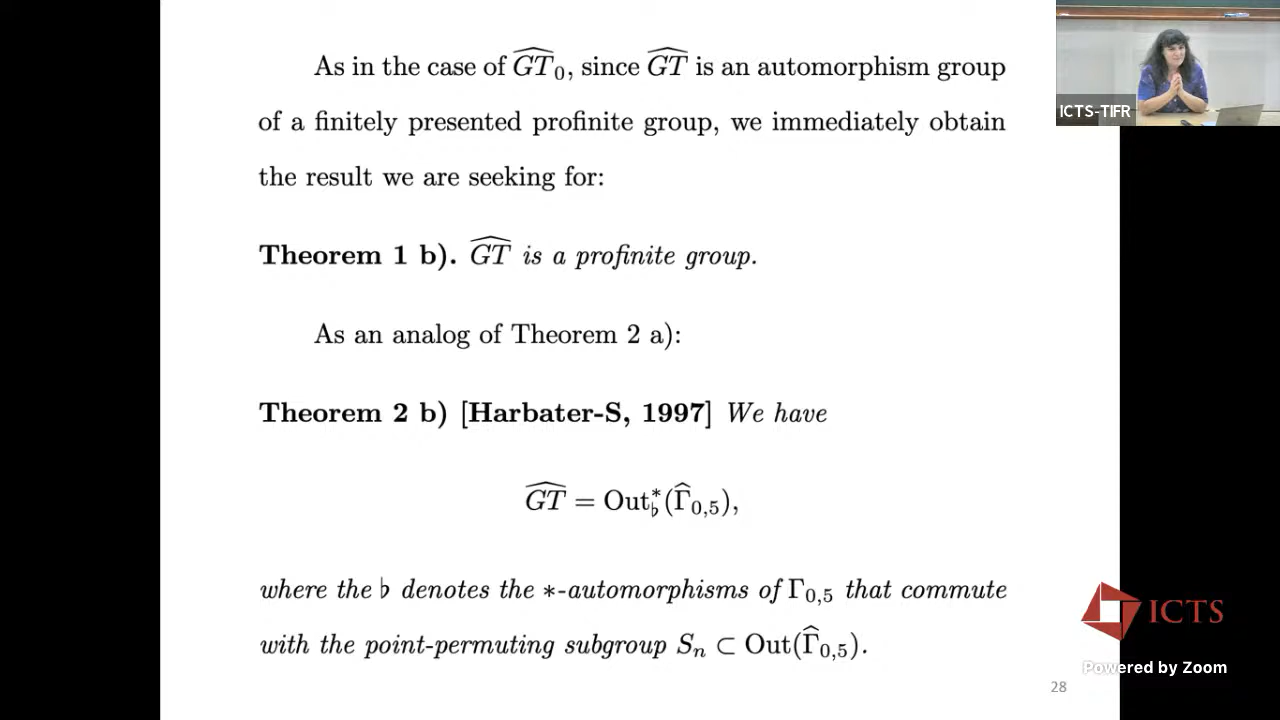 As in the case of $\widehat{GT}_0$, since $\widehat{GT}$ is an automorphism group
of a finitely presented profinite group, we immediately obtain
the result we are seeking for:
Theorem 1 b). $\widehat{GT}$ is a profinite group.
As an analog of Theorem 2 a):
Theorem 2 b) [Harbater-S, 1997] We have
$\widehat{GT} = \mathrm{Out}^*_\flat(\widehat{\Gamma}_{0,5}),$
where the ♭ denotes the *-automorphisms of $\Gamma_{0,5}$ that commute
with the point-permuting subgroup $S_n \subset \mathrm{Out}(\widehat{\Gamma}_{0,5})$.
28
ICTS-TIFR
ICTS
Powered by Zoom